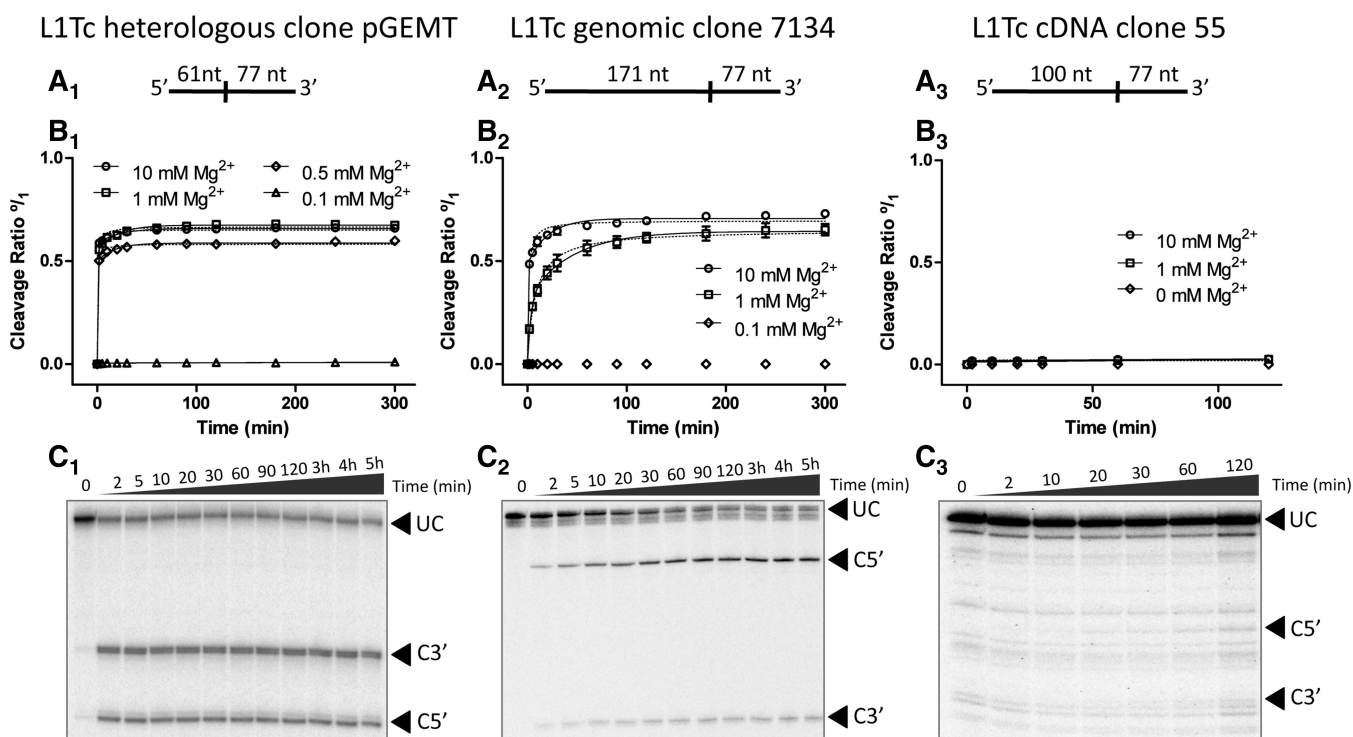 L1Tc heterologous clone pGEMT
L1Tc genomic clone 7134
L1Tc cDNA clone 55
A1
5’ 61nt 77 nt 3’
A2
5’ 171 nt 77 nt 3’
A3
5’ 100 nt 77 nt 3’
B1
Cleavage Ratio º/1
1.0
0.5
0.0
10 mM Mg2+
1 mM Mg2+
0.5 mM Mg2+
0.1 mM Mg2+
0 100 200 300
Time (min)
B2
Cleavage Ratio º/1
1.0
0.5
0.0
10 mM Mg2+
1 mM Mg2+
0.1 mM Mg2+
0 100 200 300
Time (min)
B3
Cleavage Ratio º/1
1.0
0.5
0.0
10 mM Mg2+
1 mM Mg2+
0 mM Mg2+
0 50 100
Time (min)
C1
0 2 5 10 20 30 60 90 120 3h 4h 5h
Time (min)
UC
C3’
C5’
C2
0 2 5 10 20 30 60 90 120 3h 4h 5h
Time (min)
UC
C5’
C3’
C3
0 2 10 20 30 60 120
Time (min)
UC
C5’
C3’